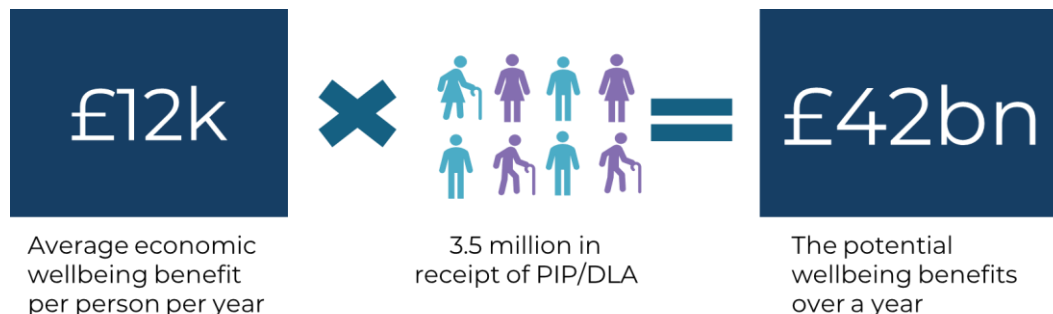 £12k
£42bn
Average economic
wellbeing benefit
per person per year
3.5 million in
receipt of PIP/DLA
The potential
wellbeing benefits
over a year